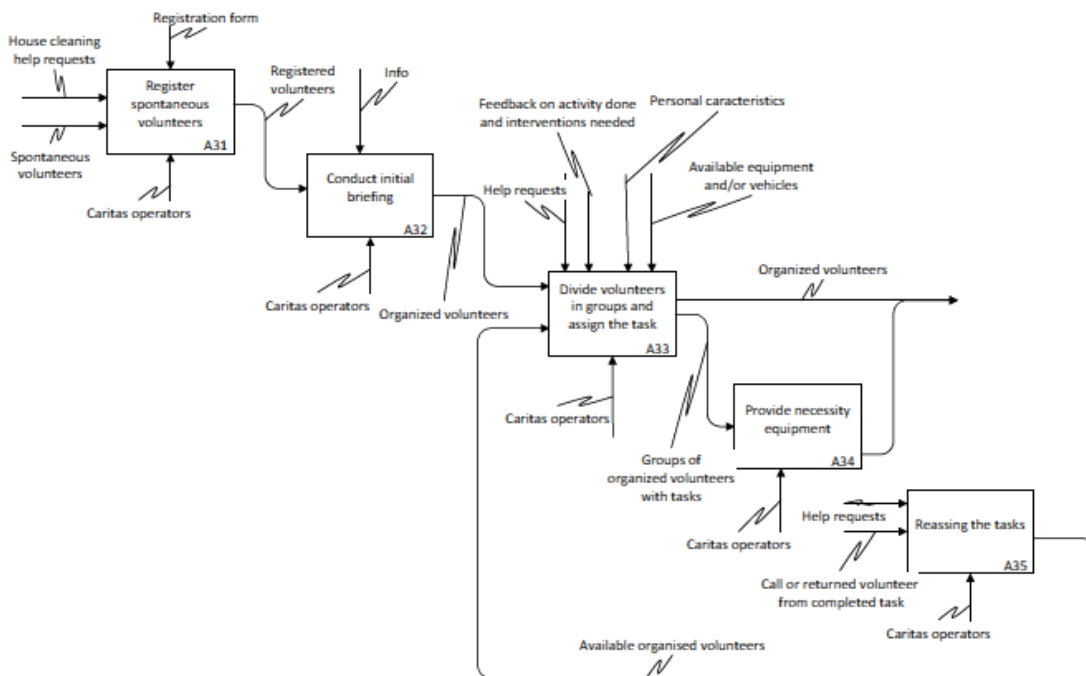 Registration form
House cleaning
help requests
Register
spontaneous
volunteers
A31
Spontaneous
volunteers
Caritas operators
Registered
volunteers
Info
Conduct initial
briefing
A32
Caritas operators
Organized volunteers
Feedback on activity done
and interventions needed
Personal caracteristics
Help requests
Available equipment
and/or vehicles
Divide volunteers
in groups and
assign the task
A33
Caritas operators
Organized volunteers
Groups of
organized volunteers
with tasks
Provide necessity
equipment
A34
Caritas operators
Help requests
Call or returned volunteer
from completed task
Reassing the tasks
A35
Caritas operators
Available organised volunteers